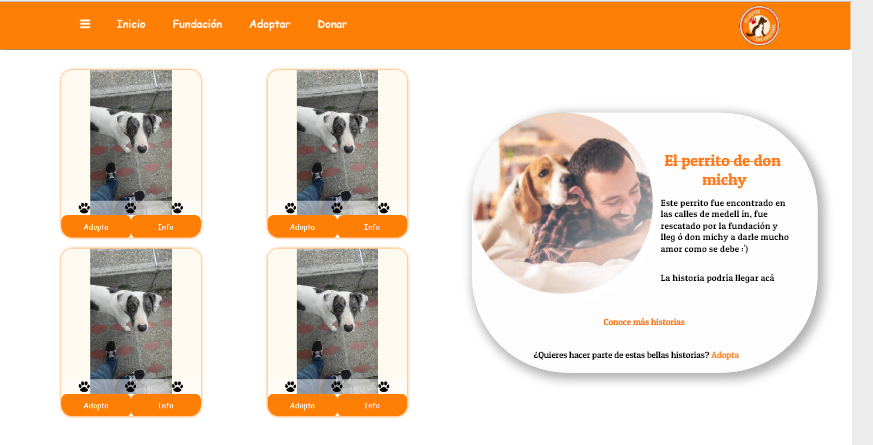 Inicio Fundación Adoptar Donar
Adopta Info
Adopta Info
Adopta Info
Adopta Info
El perrito de don
michy
Este perrito fue encontrado en
las calles de medell ín, fue
rescatado por la fundación y
lleg ó don michy a darle mucho
amor como se debe :')
La historia podría llegar acá
Conoce más historias
¿Quieres hacer parte de estas bellas historias? Adopta